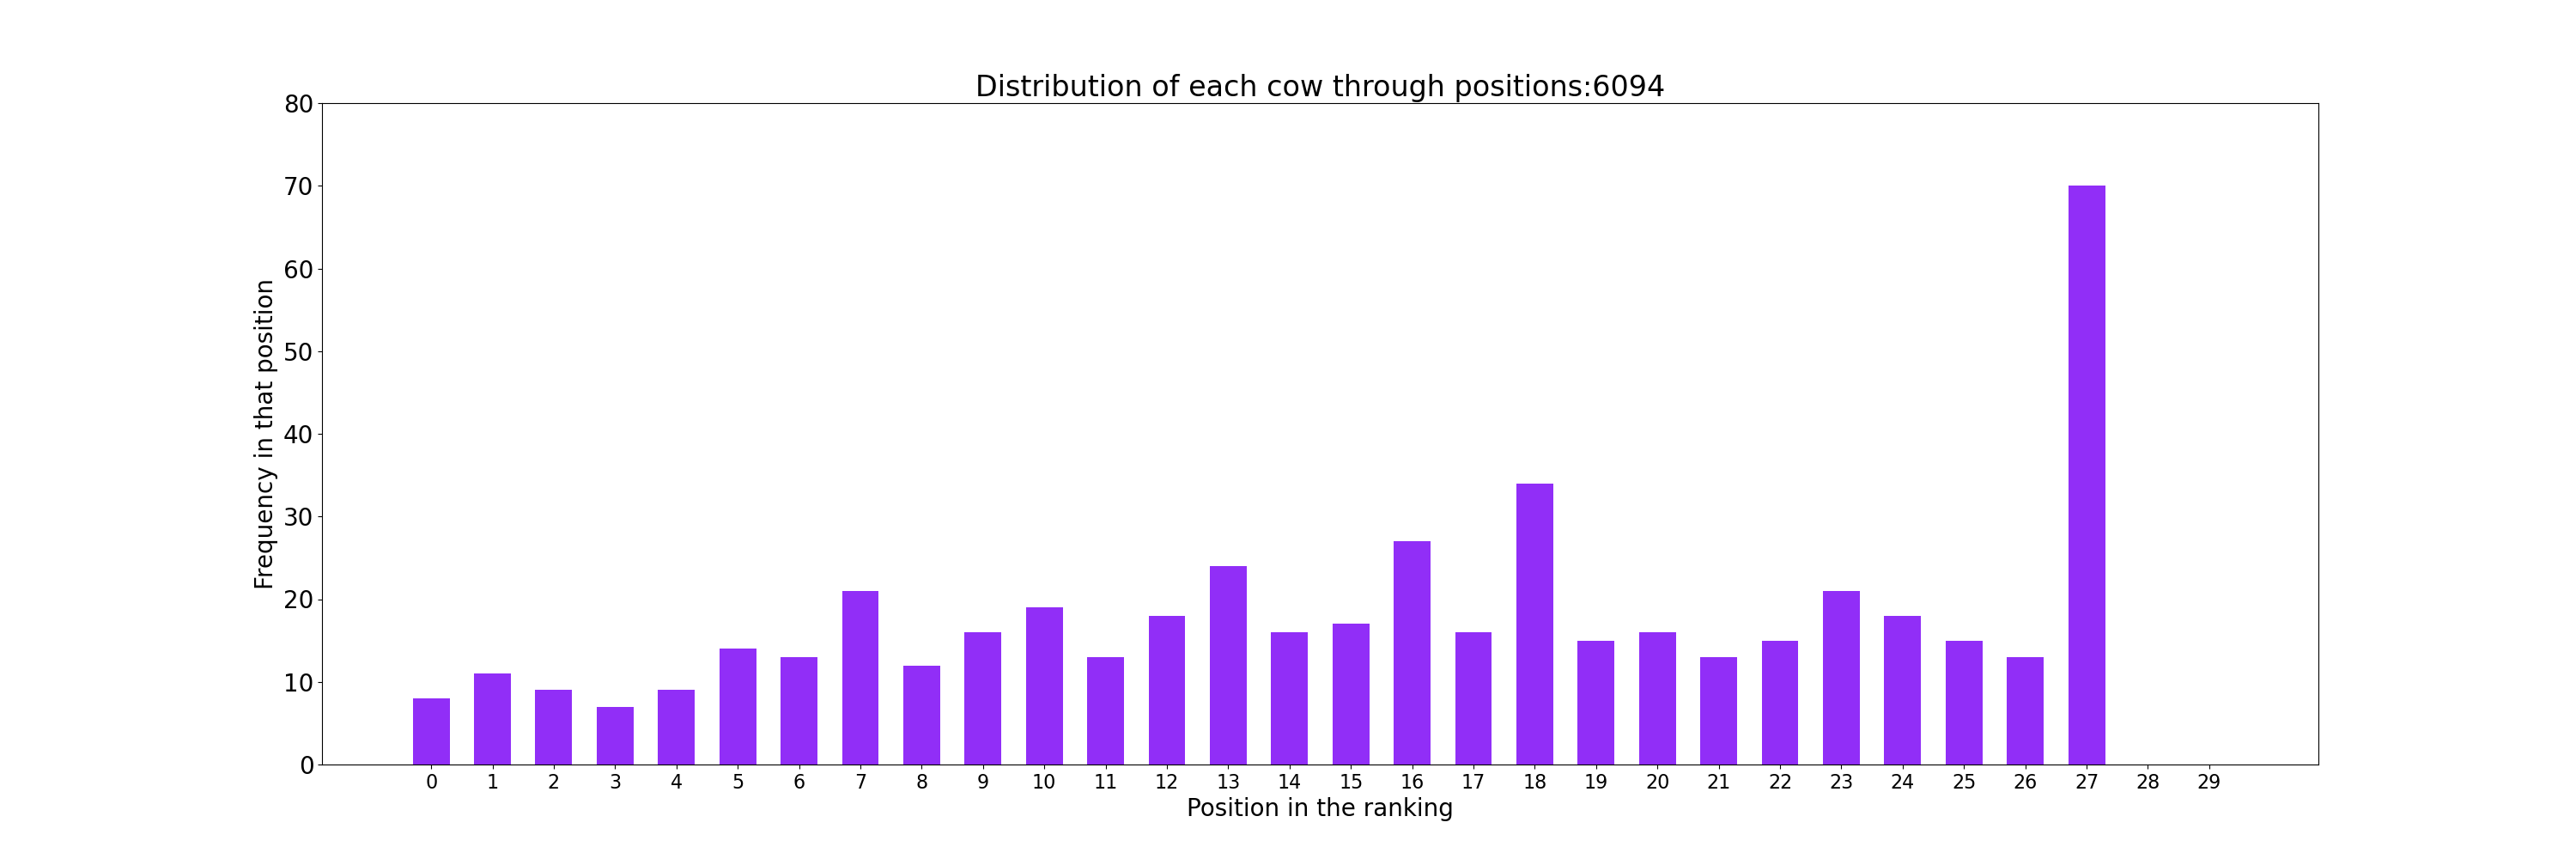 Distribution of each cow through positions:6094
80
70
60
50
40
30
20
10
0
Frequency in that position
0 1 2 3 4 5 6 7 8 9 10 11 12 13 14 15 16 17 18 19 20 21 22 23 24 25 26 27 28 29
Position in the ranking